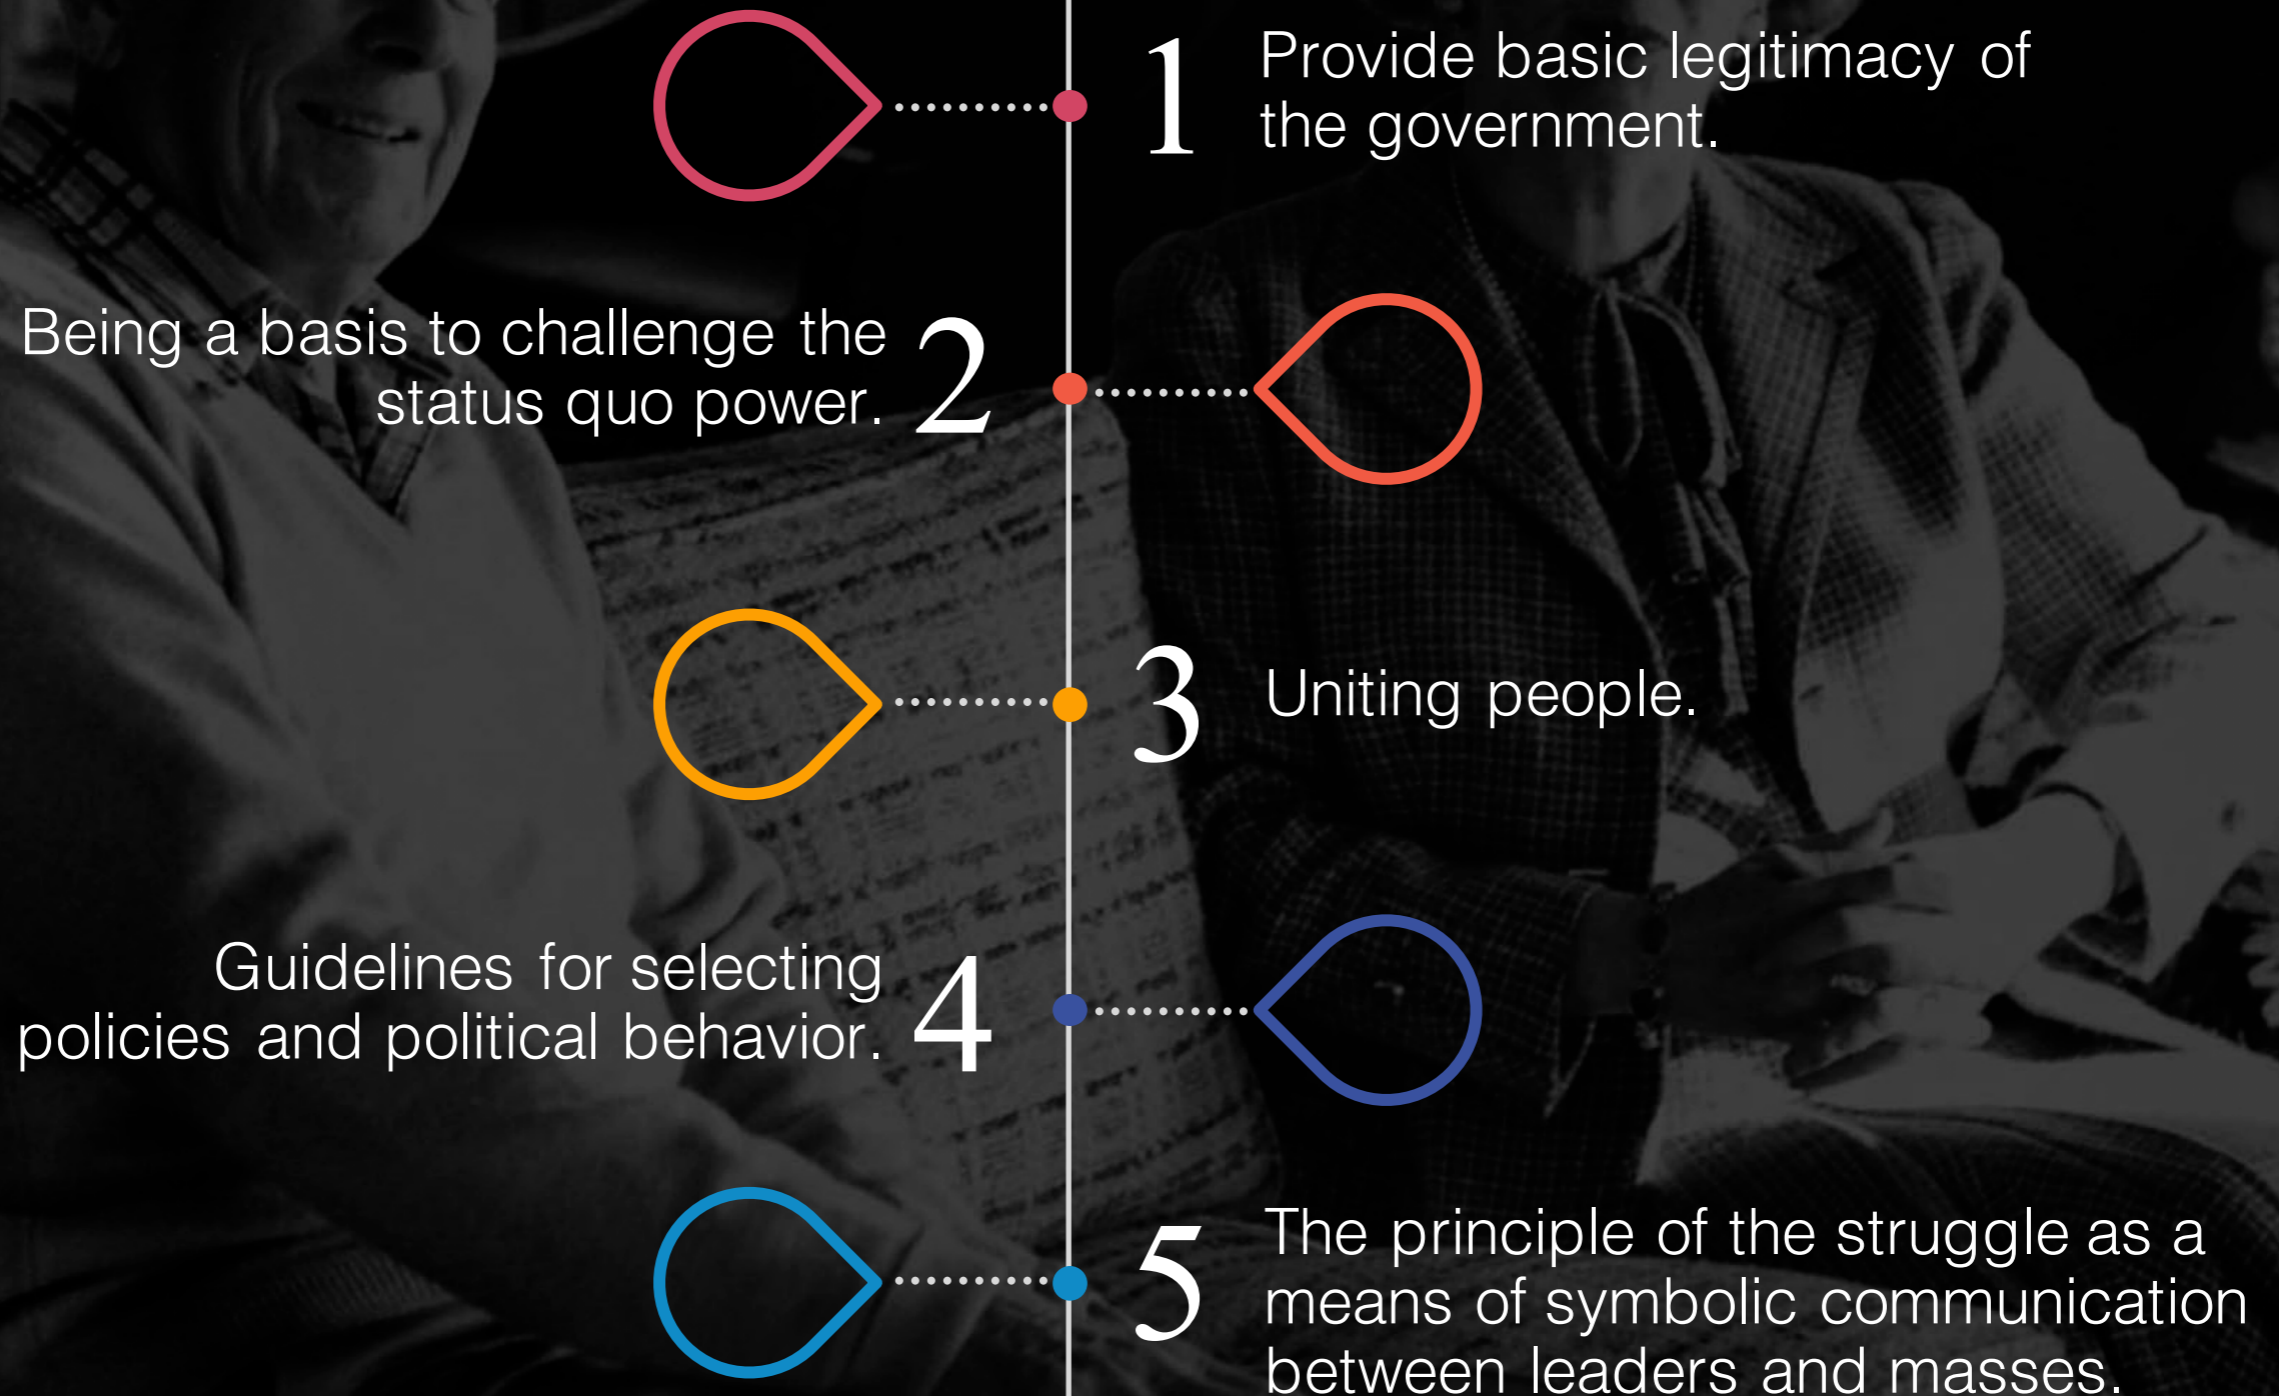 1
Provide basic legitimacy of
the government.
Being a basis to challenge the
status quo power.
2
3
Uniting people.
Guidelines for selecting
policies and political behavior.
4
5
The principle of the struggle as a
means of symbolic communication
between leaders and masses.